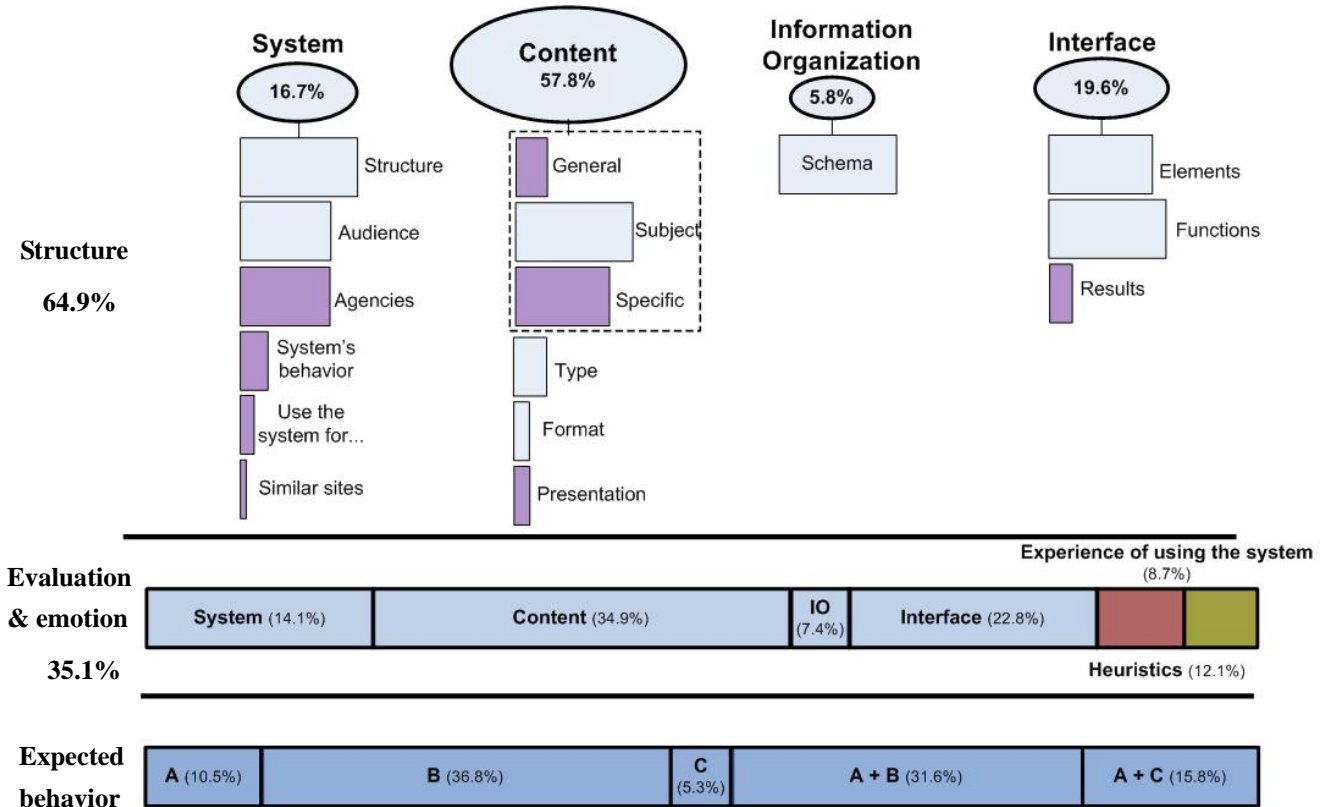 System
16.7%
Content
57.8%
Information
Organization
5.8%
Interface
19.6%
Structure
64.9%
Structure
Audience
Agencies
System's
behavior
Use the
system for...
Similar sites
General
Subject
Specific
Type
Format
Presentation
Schema
Elements
Functions
Results
Experience of using the system
(8.7%)
Evaluation
& emotion
35.1%
System (14.1%)
Content (34.9%)
IO
(7.4%)
Interface (22.8%)
Heuristics (12.1%)
Expected
behavior
A (10.5%)
B (36.8%)
C
(5.3%)
A + B (31.6%)
A + C (15.8%)